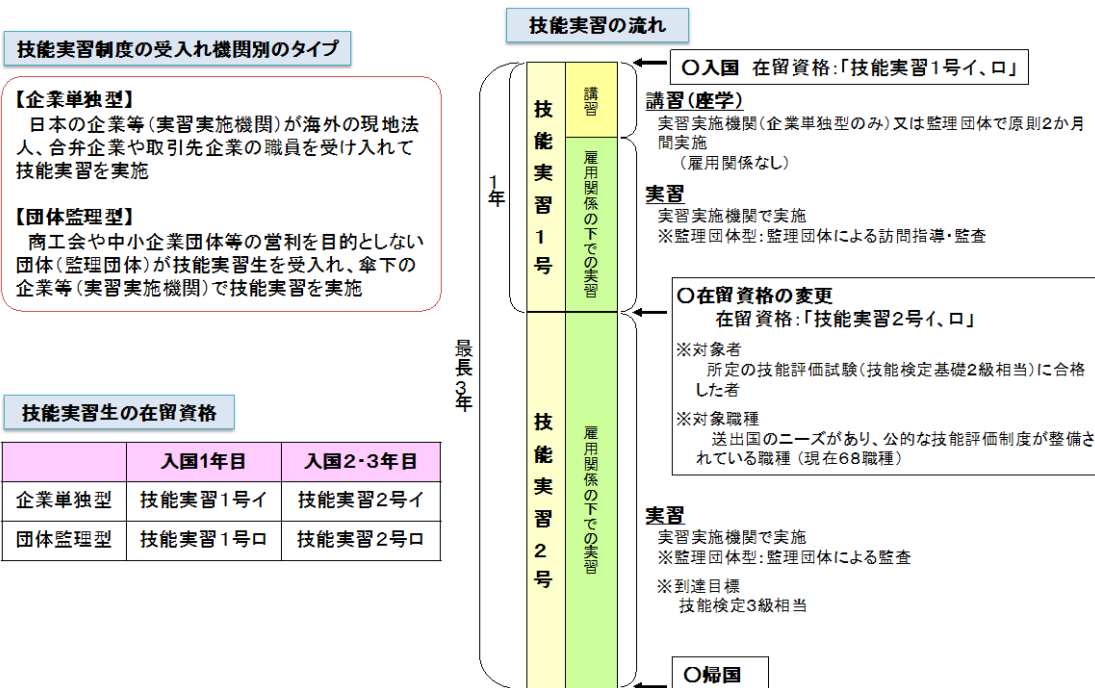 技能実習制度の受入れ機関別のタイプ
【企業単独型】
日本の企業等(実習実施機関)が海外の現地法
人、合弁企業や取引先企業の職員を受け入れて
技能実習を実施
【団体監理型】
商工会や中小企業団体等の営利を目的としない
団体(監理団体)が技能実習生を受入れ、傘下の
企業等(実習実施機関)で技能実習を実施
技能実習生の在留資格
入国1年目 入国2・3年目
企業単独型 技能実習1号イ 技能実習2号イ
団体監理型 技能実習1号ロ 技能実習2号ロ
技能実習の流れ
最長3年
1年
技能実習1号
講習
雇用関係の下での実習
技能実習2号
雇用関係の下での実習
○入国 在留資格:「技能実習1号イ、ロ」
講習(座学)
実習実施機関(企業単独型のみ)又は監理団体で原則2か月
間実施
(雇用関係なし)
実習
実習実施機関で実施
※監理団体型:監理団体による訪問指導・監査
○在留資格の変更
在留資格:「技能実習2号イ、ロ」
※対象者
所定の技能評価試験(技能検定基礎2級相当)に合格
した者
※対象職種
送出国のニーズがあり、公的な技能評価制度が整備さ
れている職種(現在68職種)
実習
実習実施機関で実施
※監理団体型:監理団体による監査
※到達目標
技能検定3級相当
○帰国